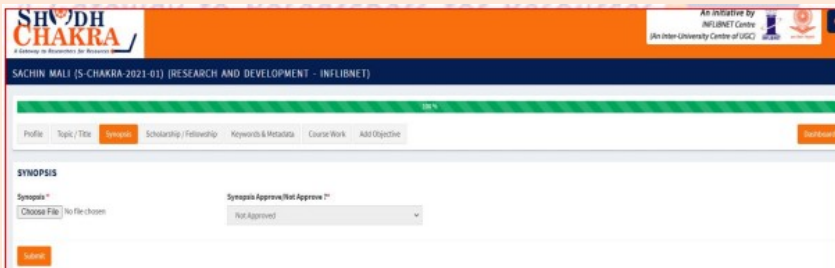 SHODH
CHAKRA
A Gateway to Researchers for Resources
An initiative by
INFLIBNET Centre
(An Inter-University Centre of UGC)
SACHIN MALI (S-CHAKRA-2021-01) (RESEARCH AND DEVELOPMENT - INFLIBNET)
100 %
Profile Topic / Title Synopsis Scholarship / Fellowship Keywords & Metadata Course Work Add Objective Dashboard
SYNOPSIS
Synopsis * Synopsis Approve/Not Approve ?*
Choose File No file chosen Not Approved
Submit